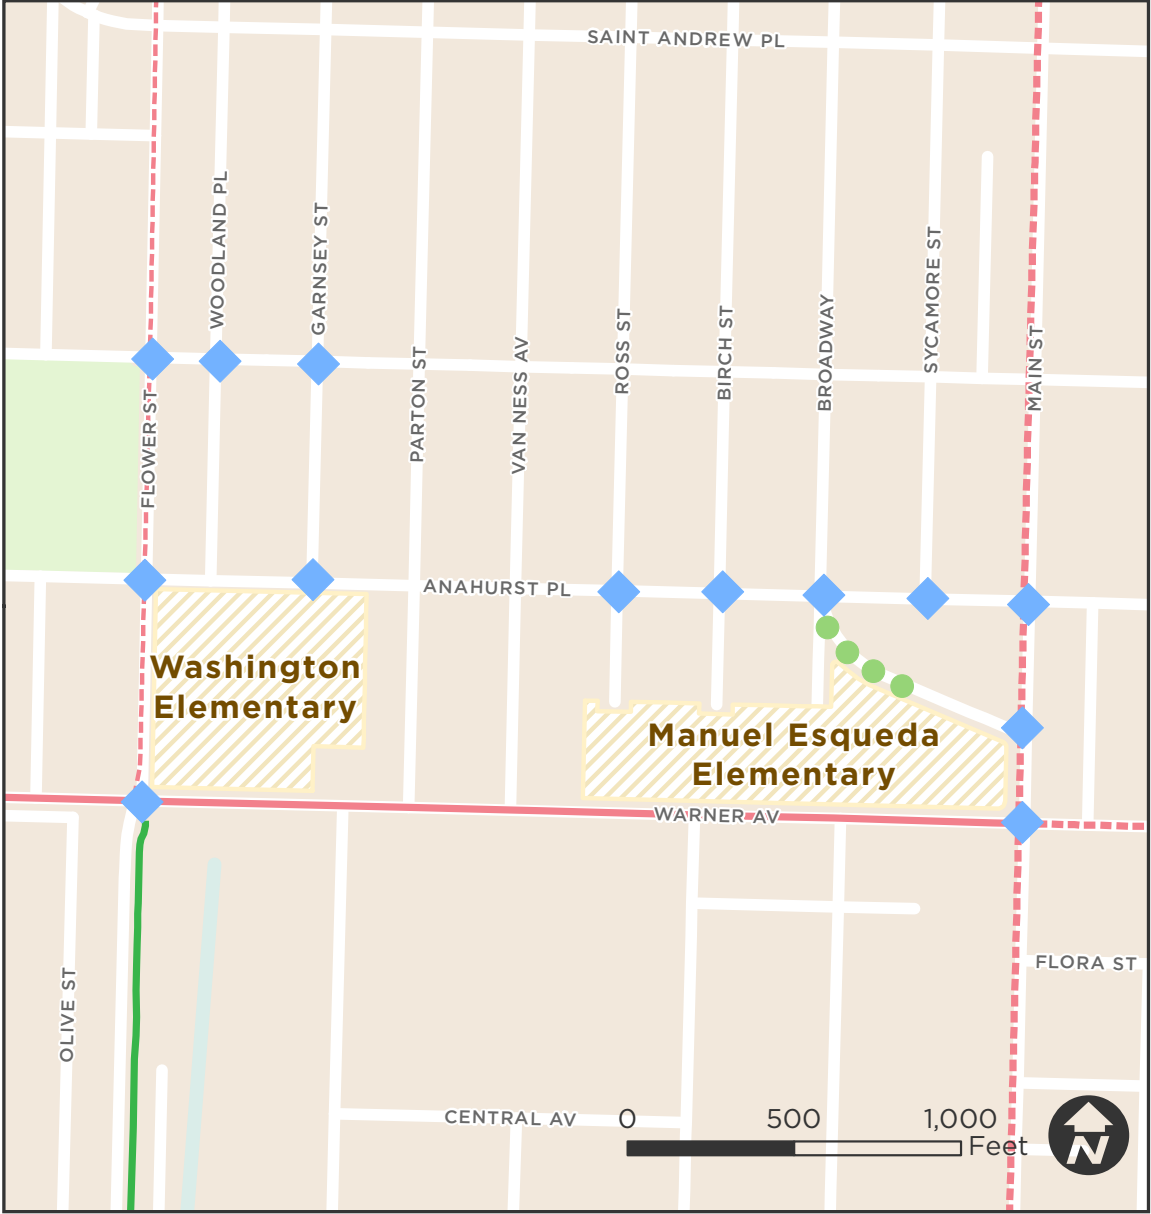 SAINT ANDREW PL
WOODLAND PL
GARNSEY ST
SYCAMORE ST
BROADWAY
ROSS ST
BIRCH ST
MAIN ST
PARTON ST
VAN NESS AV
FLOWER ST
ANAHURST PL
Washington
Elementary
Manuel Esqueda
Elementary
WARNER AV
FLORA ST
OLIVE ST
CENTRAL AV
0 500 1,000
Feet
N